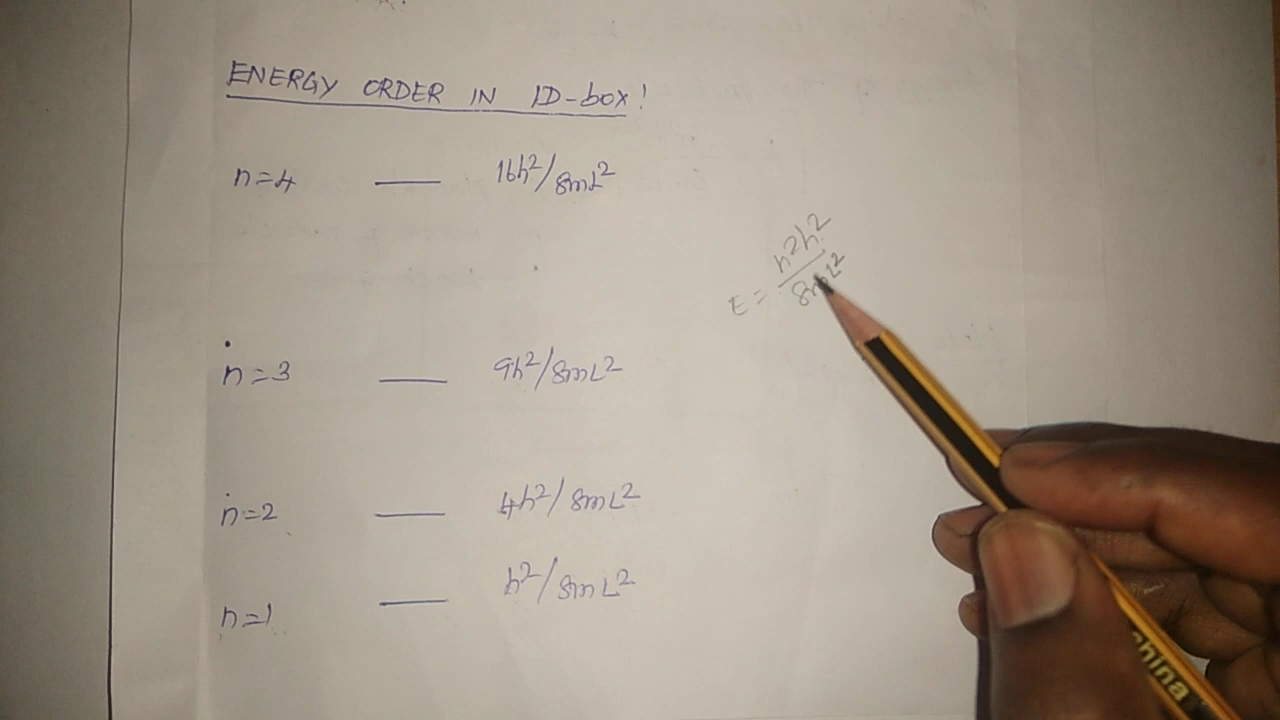 ENERGY ORDER IN 1D-box!
n=4 — 16h²/8mL²
E = n²h²/8mL²
n=3 — 9h²/8mL²
n=2 — 4h²/8mL²
n=1 — h²/8mL²
china